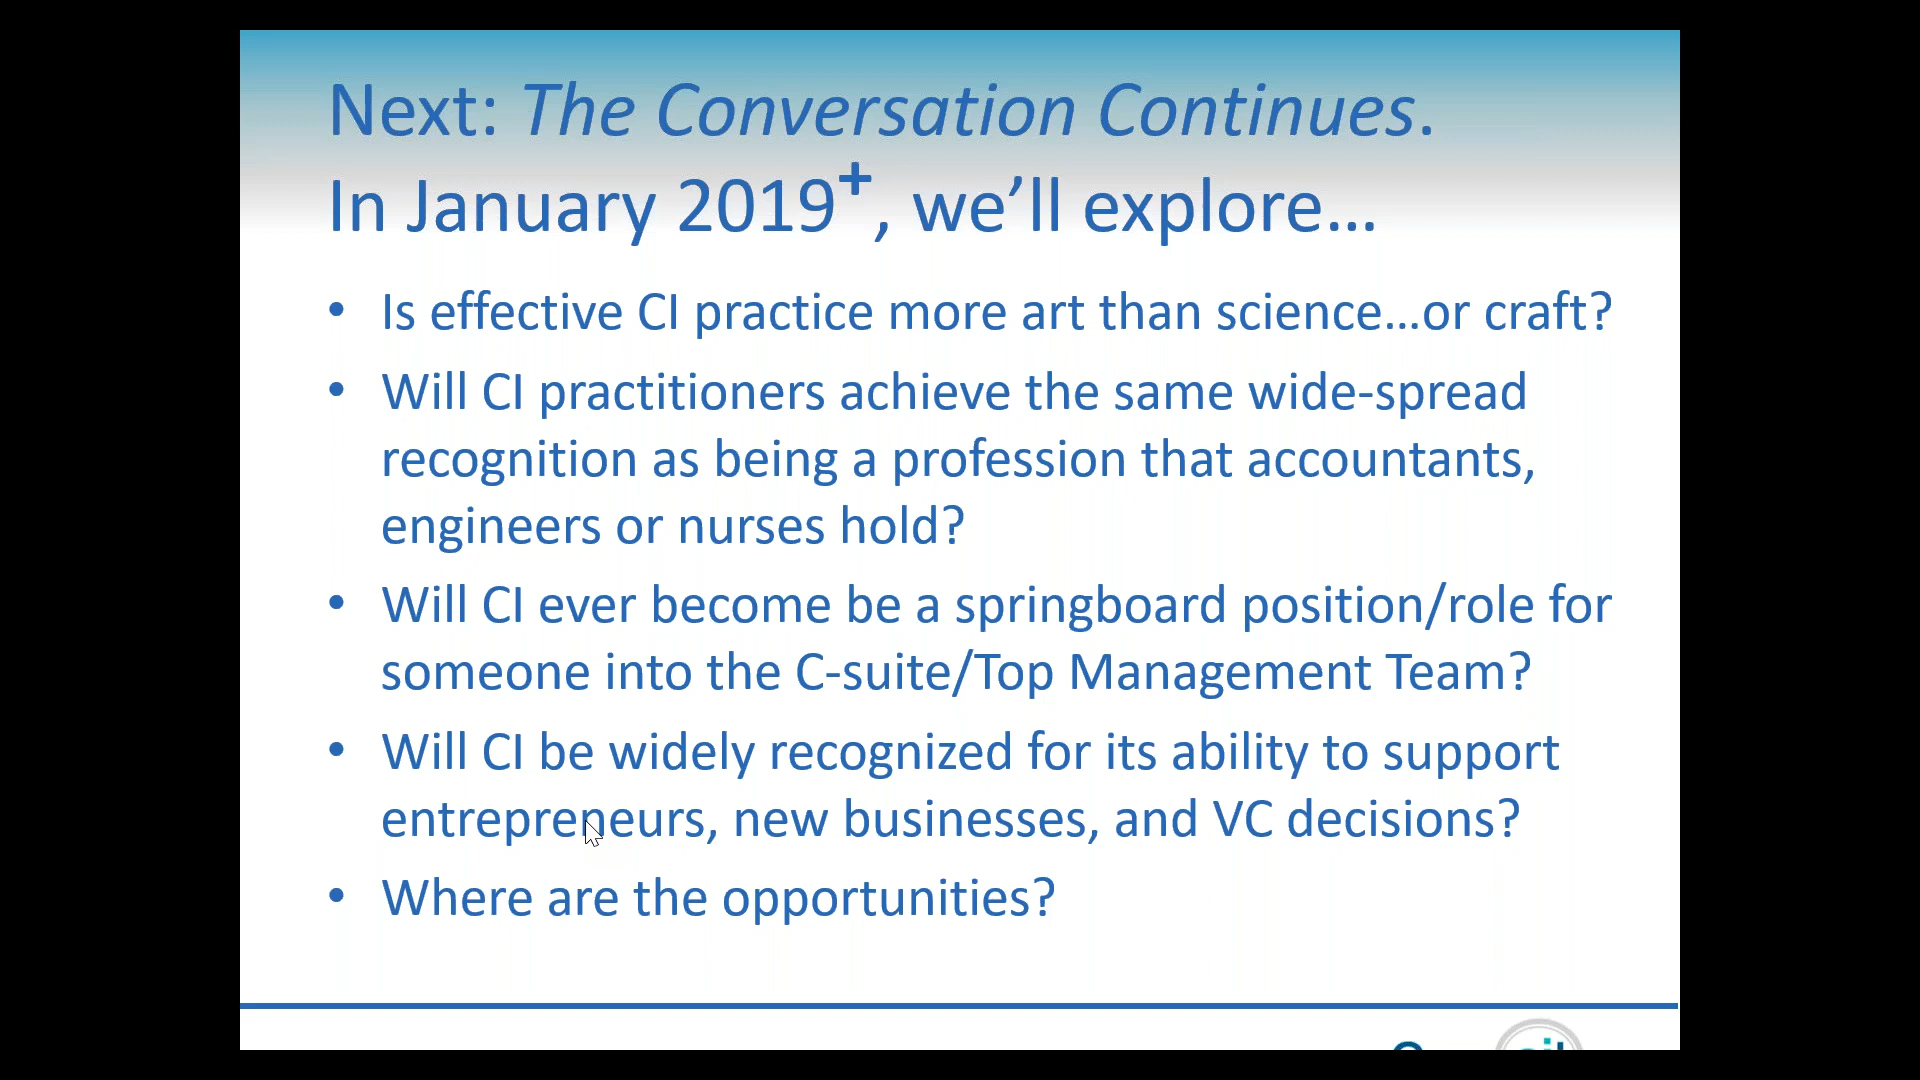 Next: The Conversation Continues.
In January 2019⁺, we’ll explore…
• Is effective CI practice more art than science…or craft?
• Will CI practitioners achieve the same wide-spread
recognition as being a profession that accountants,
engineers or nurses hold?
• Will CI ever become be a springboard position/role for
someone into the C-suite/Top Management Team?
• Will CI be widely recognized for its ability to support
entrepreneurs, new businesses, and VC decisions?
• Where are the opportunities?